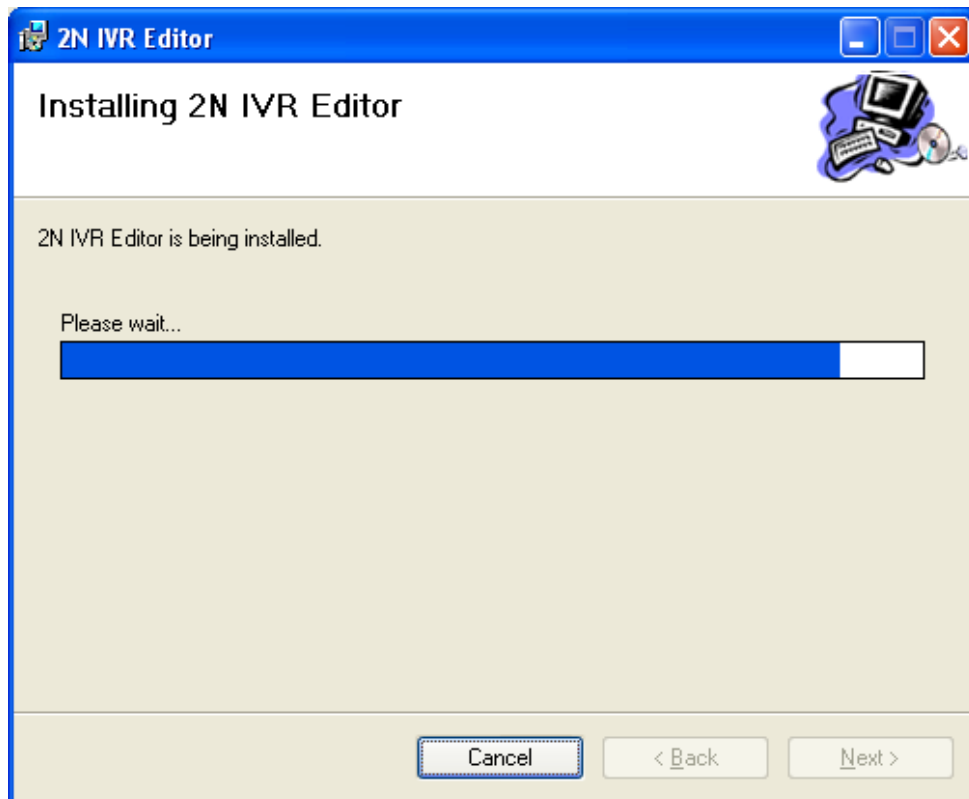 2N IVR Editor
Installing 2N IVR Editor
2N IVR Editor is being installed.
Please wait...
Cancel
< Back
Next >